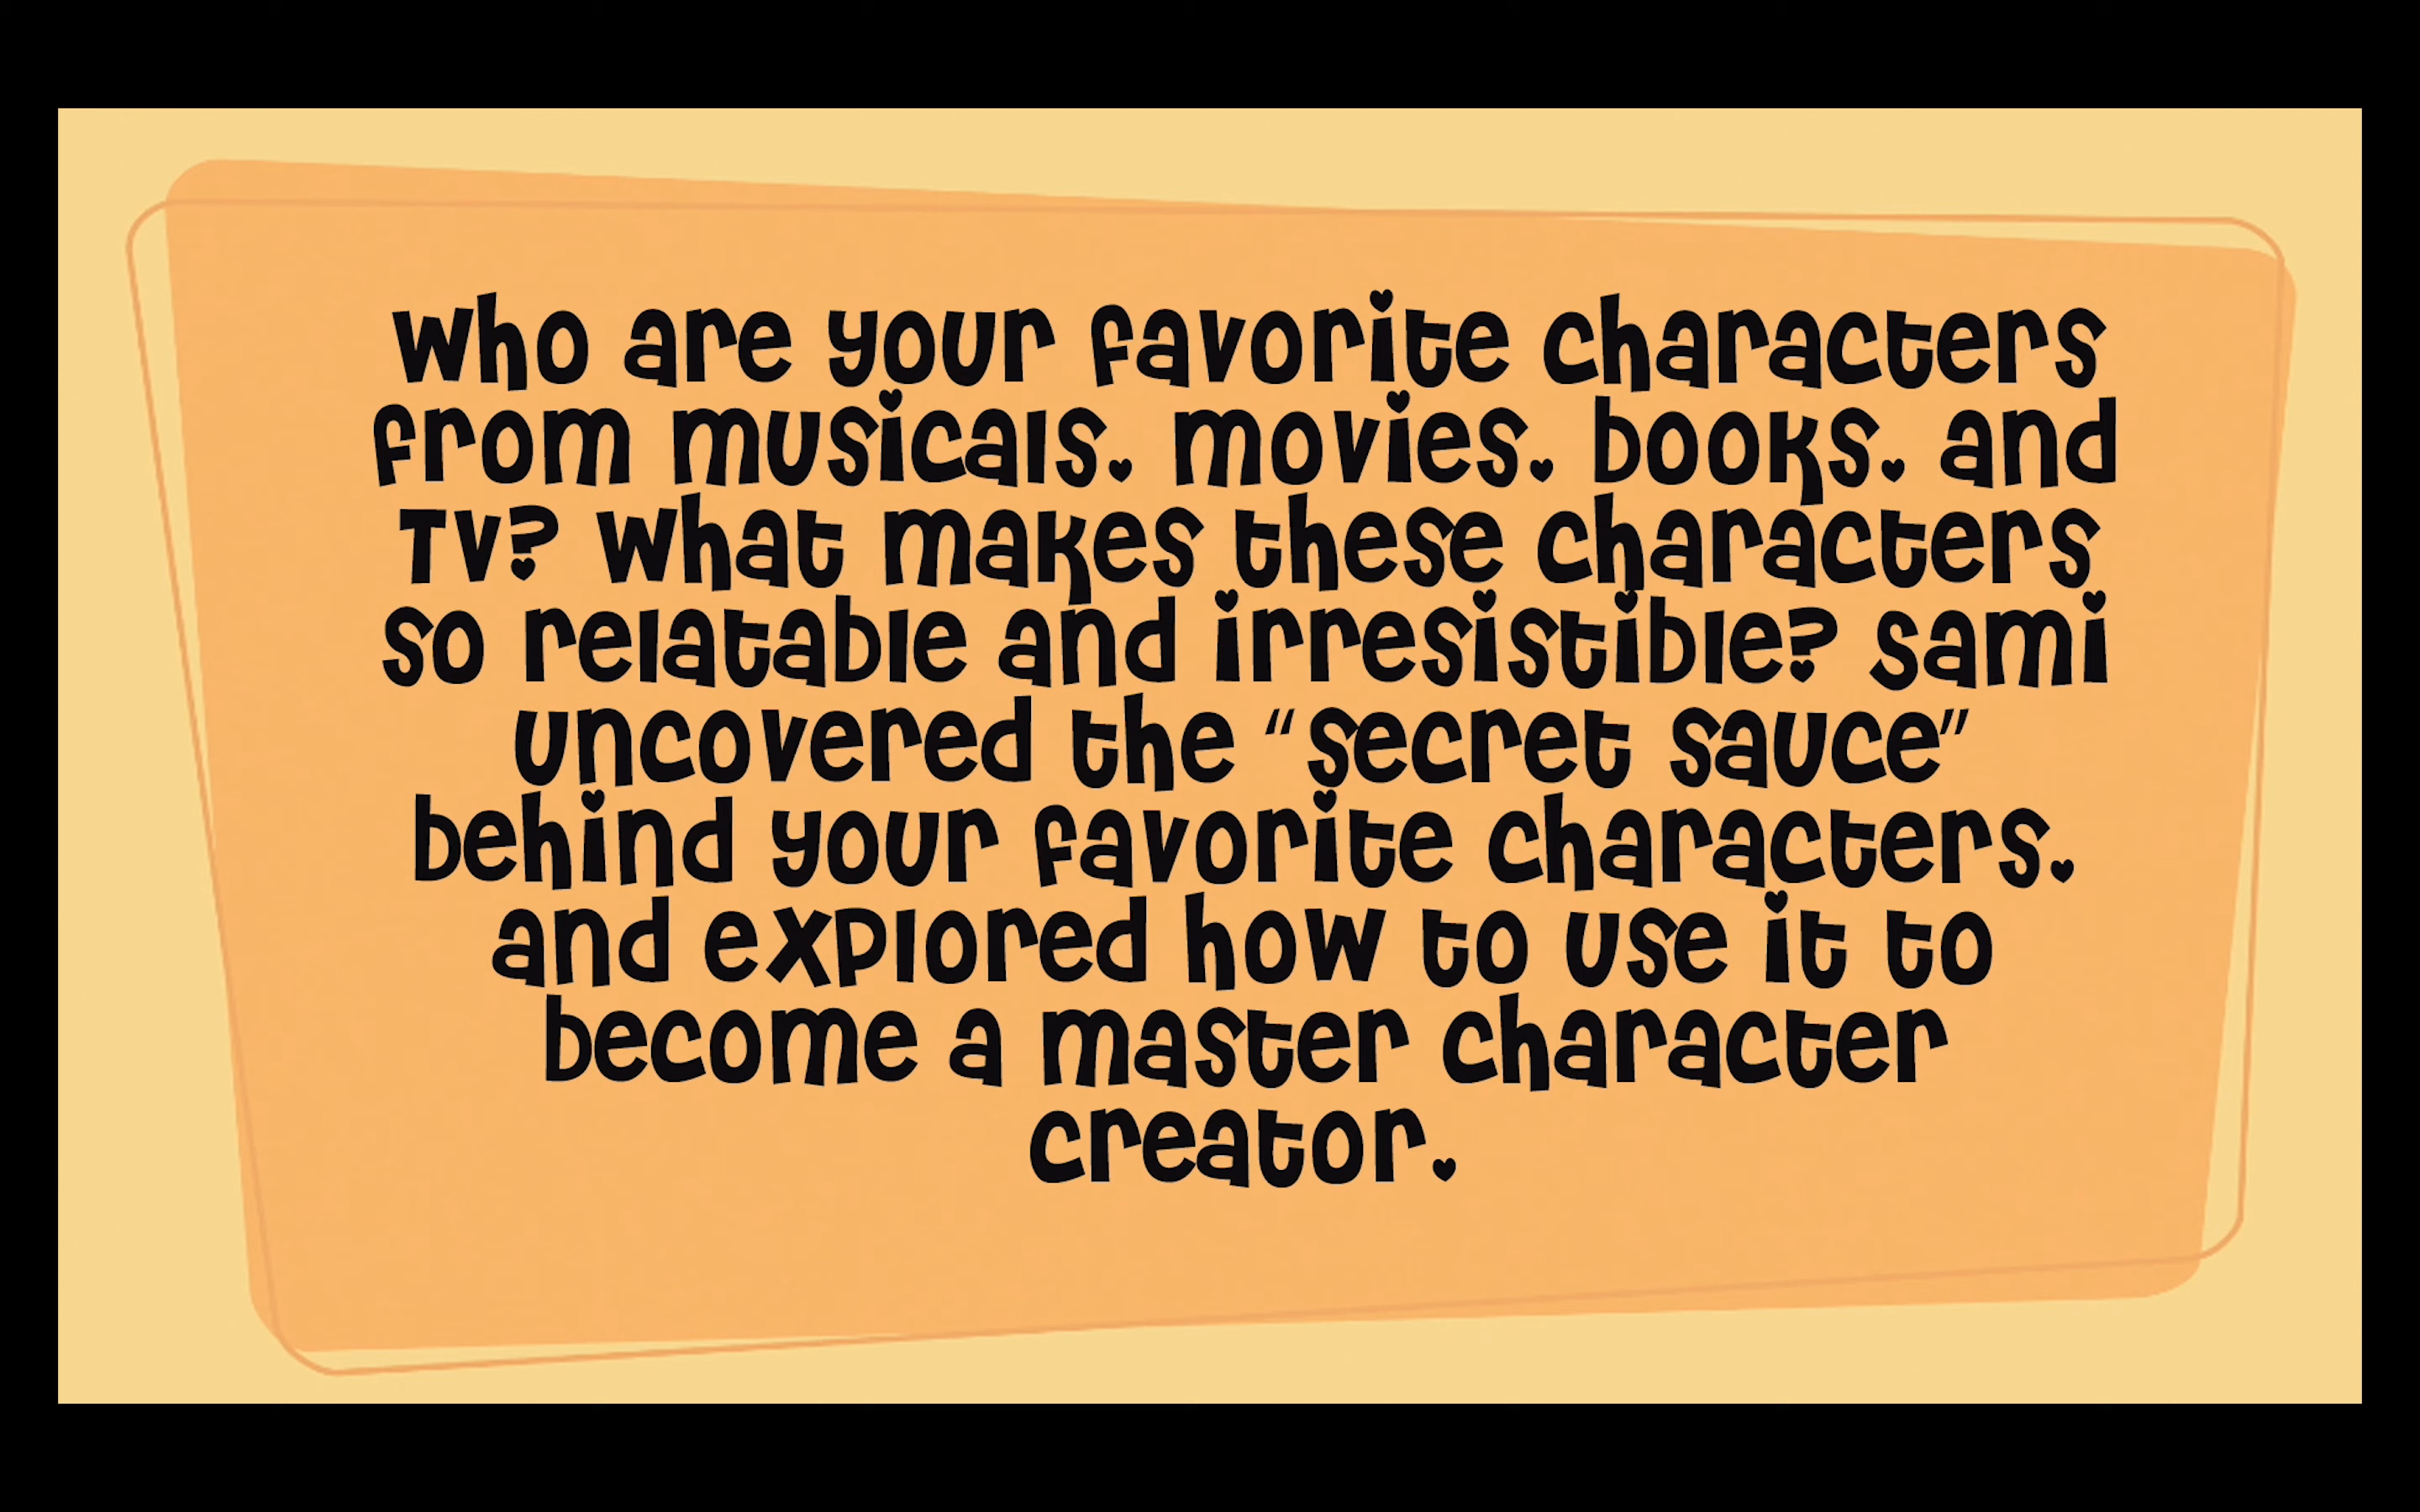 Who are your favorite characters
from musicals, movies, books, and
TV? What makes these characters
so relatable and irresistible? Sami
uncovered the “secret sauce”
behind your favorite characters,
and explored how to use it to
become a master character
creator.